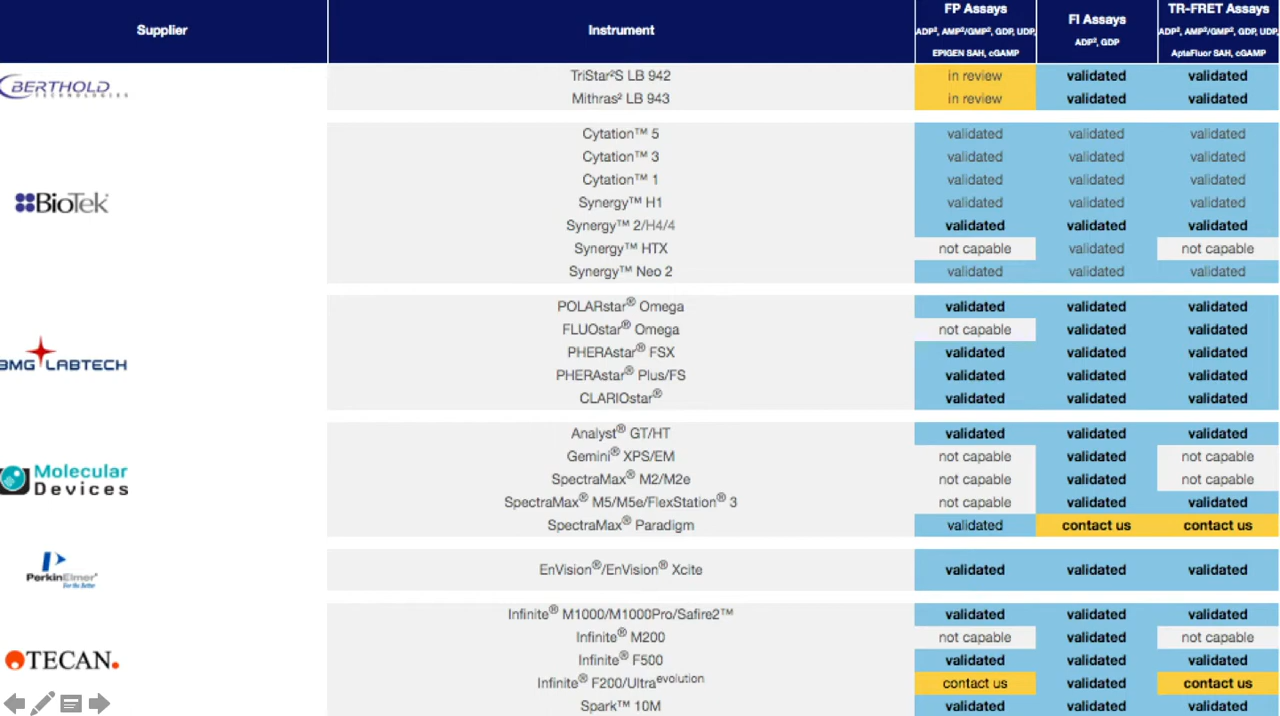 Supplier Instrument FP Assays FI Assays TR-FRET Assays
ADP², AMP²/GMP², GDP, UDP, ADP², GDP ADP², AMP²/GMP², GDP, UDP,
EPIGEN SAH, cGAMP AptaFluor SAH, cGAMP
BERTHOLD
TECHNOLOGIES
TriStar²S LB 942 in review validated validated
Mithras² LB 943 in review validated validated
BioTek
Cytation™ 5 validated validated validated
Cytation™ 3 validated validated validated
Cytation™ 1 validated validated validated
Synergy™ H1 validated validated validated
Synergy™ 2/H4/4 validated validated validated
Synergy™ HTX not capable validated not capable
Synergy™ Neo 2 validated validated validated
BMG LABTECH
POLARstar® Omega validated validated validated
FLUOstar® Omega not capable validated validated
PHERAstar® FSX validated validated validated
PHERAstar® Plus/FS validated validated validated
CLARIOstar® validated validated validated
Molecular
Devices
Analyst® GT/HT validated validated validated
Gemini® XPS/EM not capable validated not capable
SpectraMax® M2/M2e not capable validated not capable
SpectraMax® M5/M5e/FlexStation® 3 not capable validated validated
SpectraMax® Paradigm validated contact us contact us
PerkinElmer®
For the Better
EnVision®/EnVision® Xcite validated validated validated
TECAN.
Infinite® M1000/M1000Pro/Safire2™ validated validated validated
Infinite® M200 not capable validated not capable
Infinite® F500 validated validated validated
Infinite® F200/Ultraevolution contact us validated contact us
Spark™ 10M validated validated validated